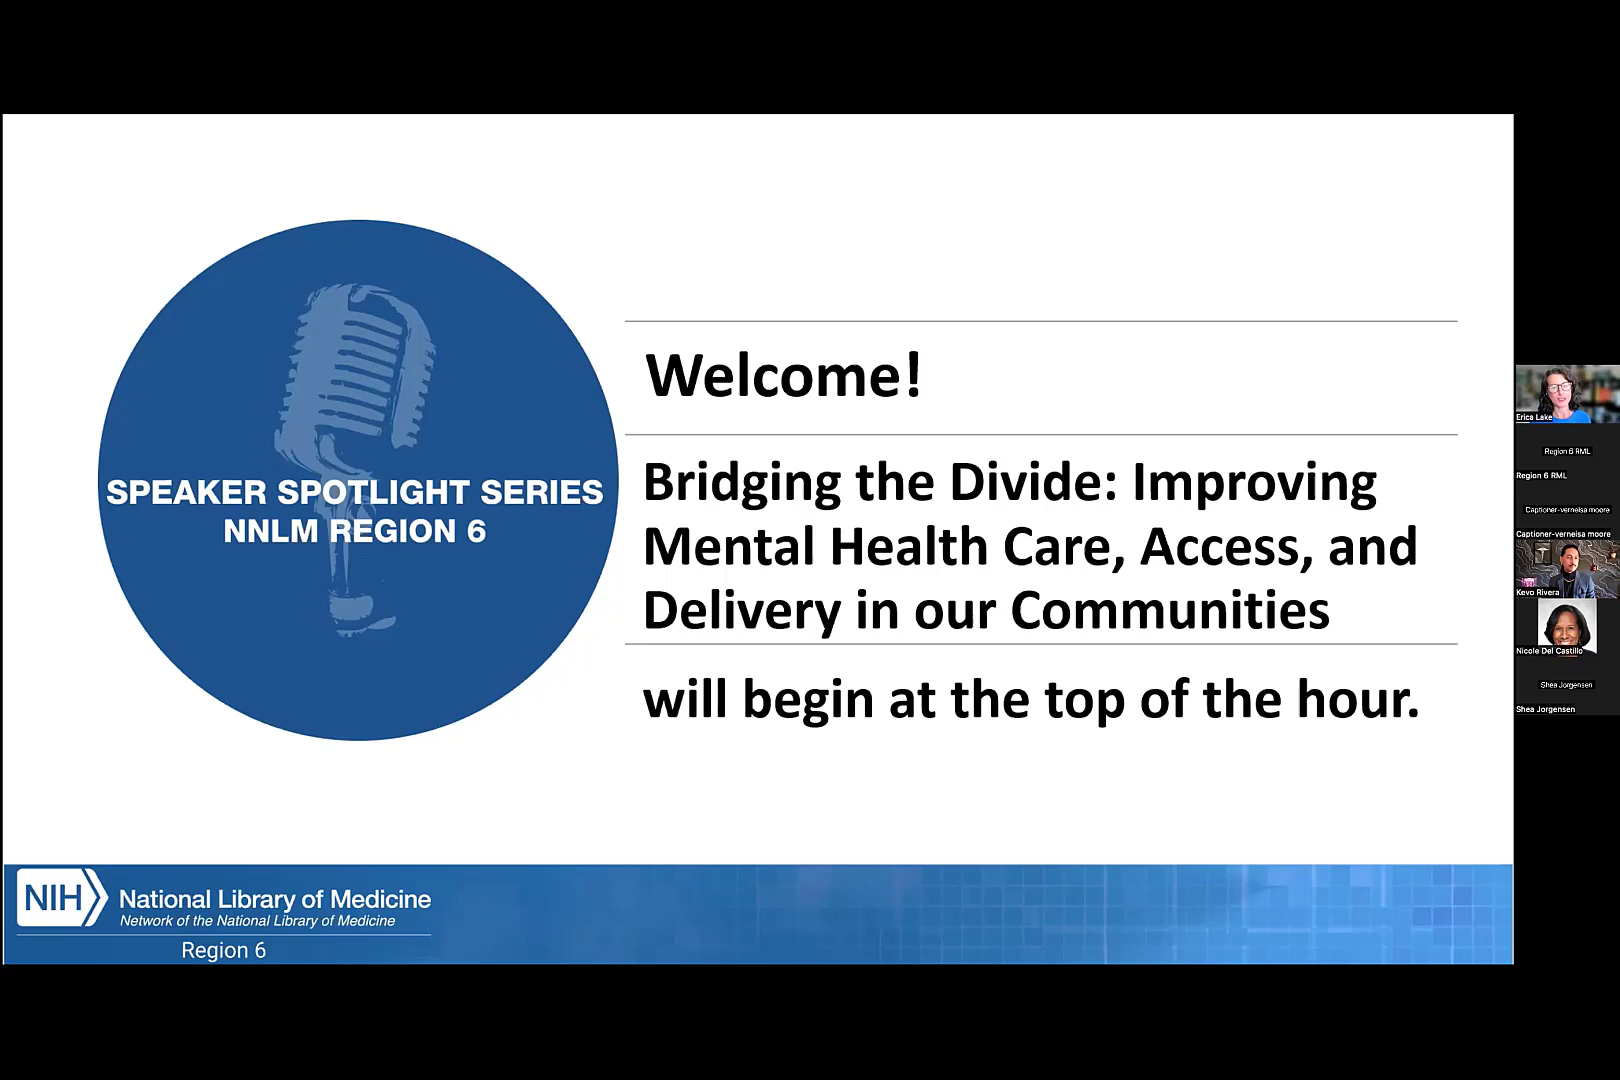 SPEAKER SPOTLIGHT SERIES
NNLM REGION 6
Welcome!
Bridging the Divide: Improving
Mental Health Care, Access, and
Delivery in our Communities
will begin at the top of the hour.
NIH
National Library of Medicine
Network of the National Library of Medicine
Region 6
Erica Lake
Region 6 RML
Region 6 RML
Captioner-verneisa moore
Captioner-verneisa moore
Kevo Rivera
Nicole Del Castillo
Shea Jorgensen
Shea Jorgensen